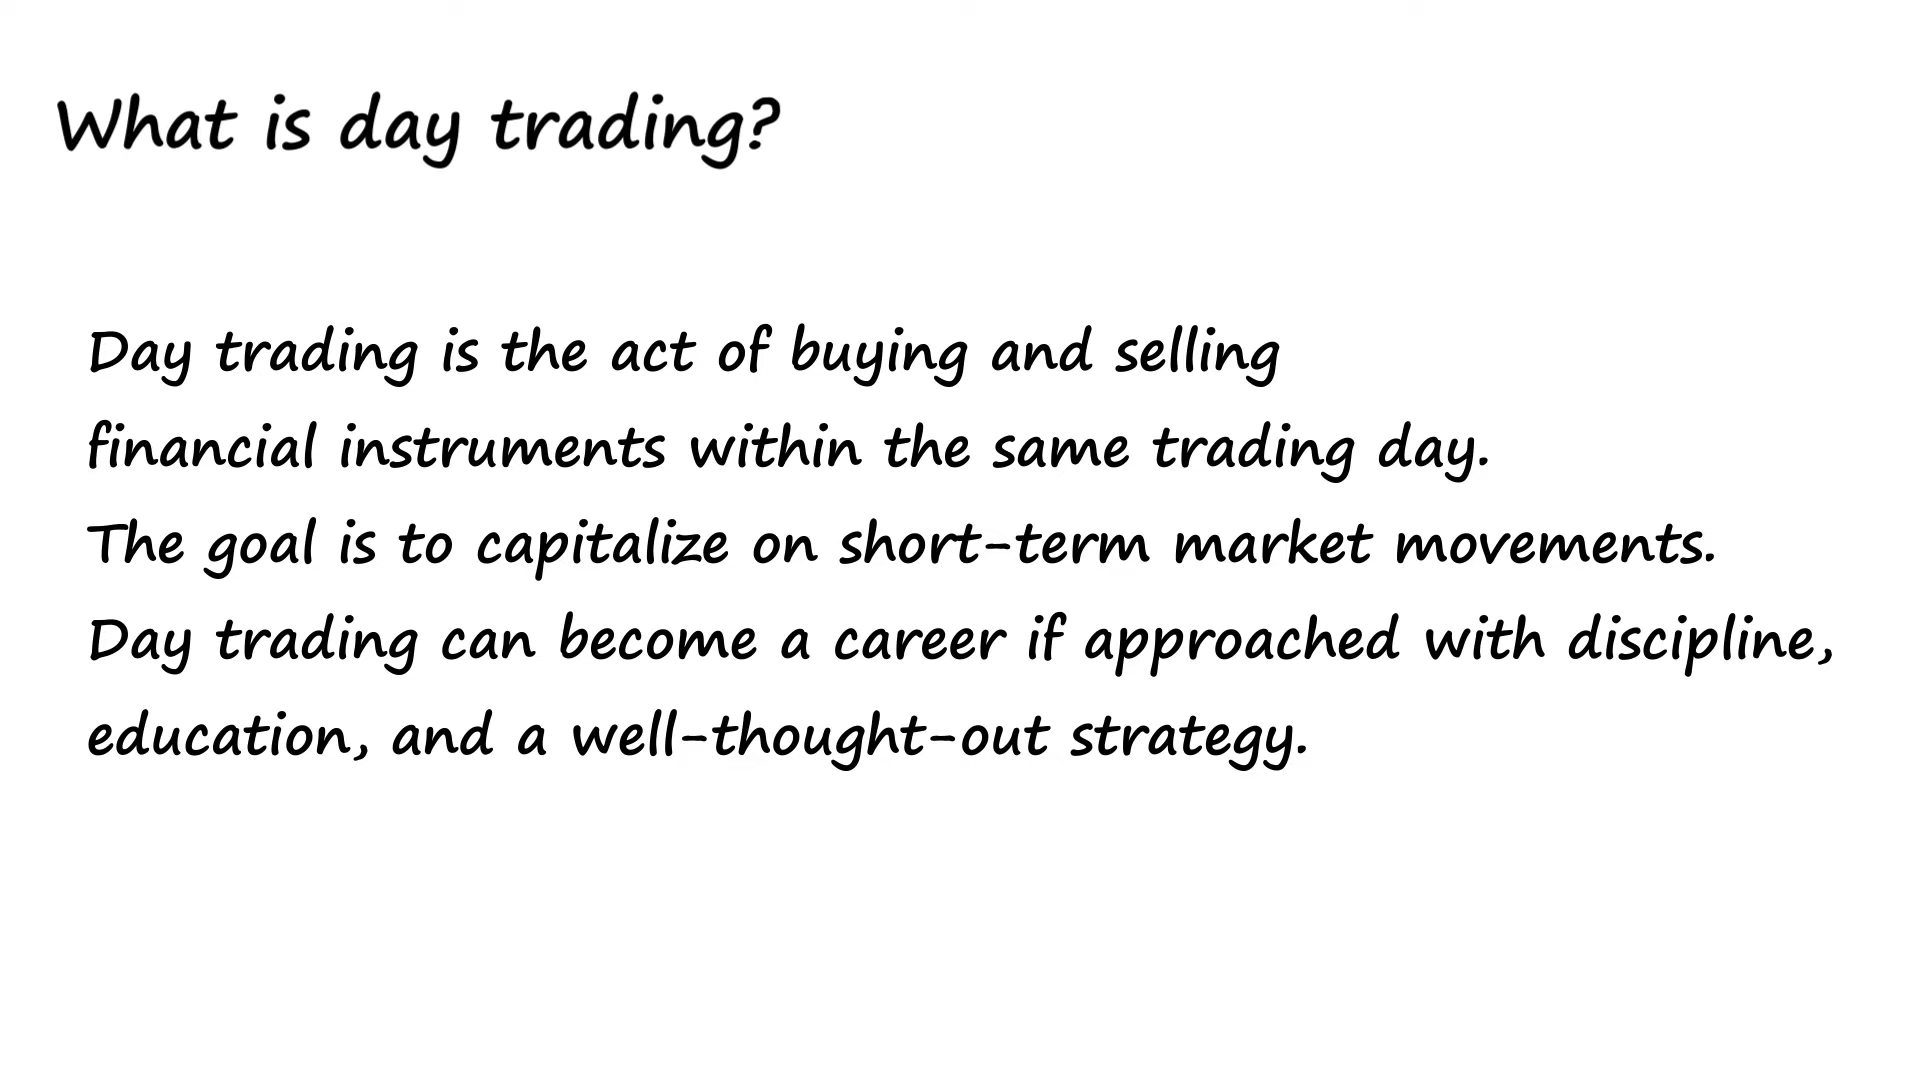 What is day trading?
Day trading is the act of buying and selling
financial instruments within the same trading day.
The goal is to capitalize on short-term market movements.
Day trading can become a career if approached with discipline,
education, and a well-thought-out strategy.